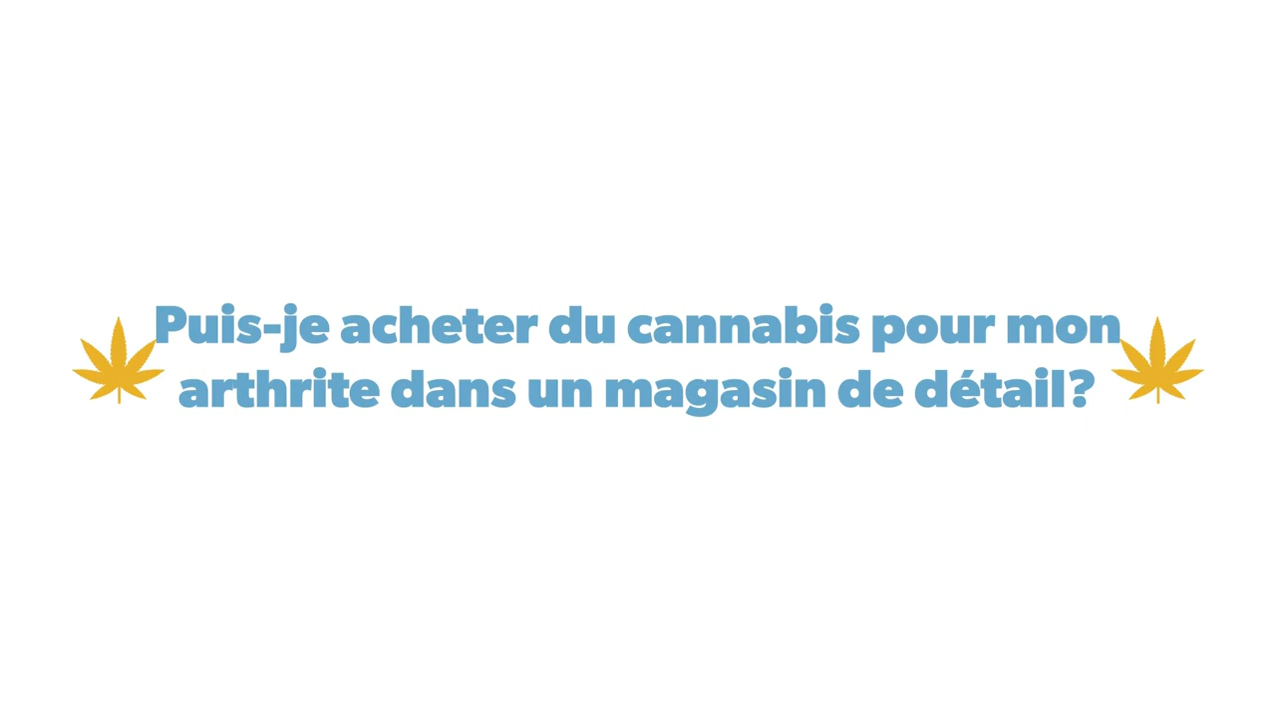 Puis-je acheter du cannabis pour mon
arthrite dans un magasin de détail?